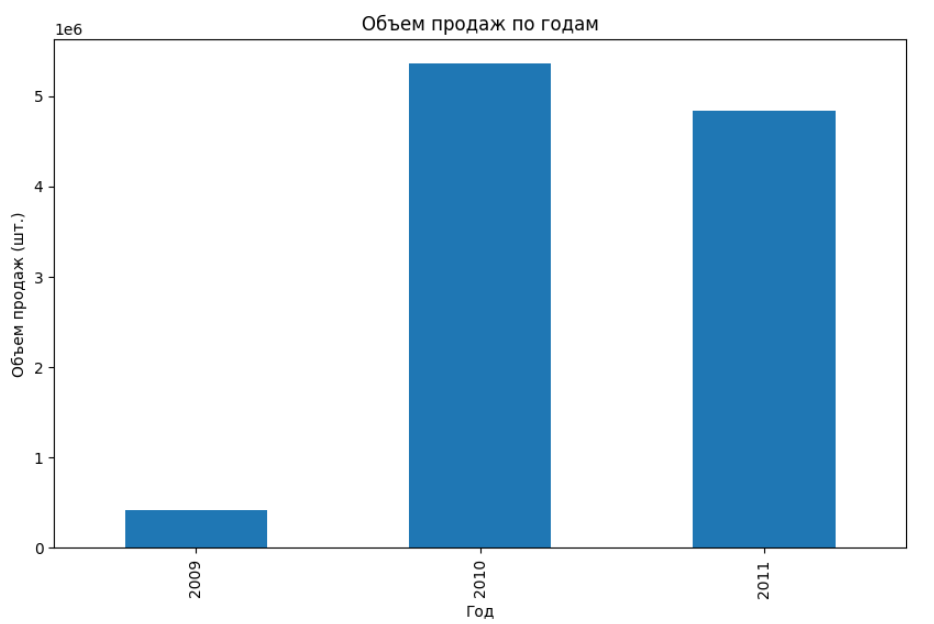 Объем продаж по годам
1e6
5
4
3
2
1
0
Объем продаж (шт.)
2009
2010
2011
Год